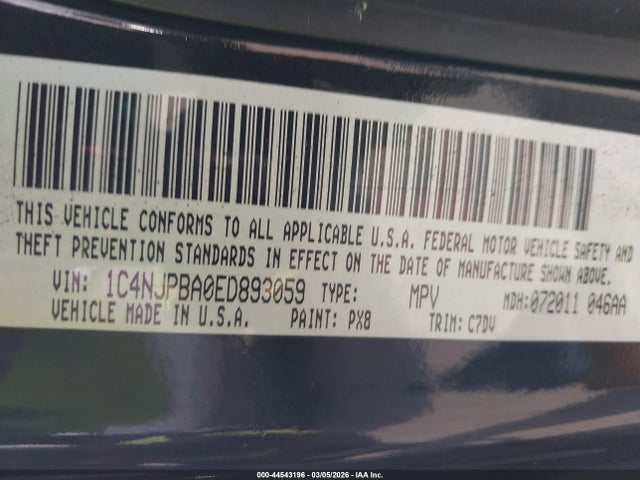 THIS VEHICLE CONFORMS TO ALL APPLICABLE U.S.A. FEDERAL MOTOR VEHICLE SAFETY AND
THEFT PREVENTION STANDARDS IN EFFECT ON THE DATE OF MANUFACTURE SHOWN ABOVE.
VIN: 1C4NJPBA0ED893059 TYPE: MPV MDH:072011 046AA
VEHICLE MADE IN U.S.A. PAINT: PX8 TRIM: C7DV
000-44543196 - 03/05/2026 - IAA Inc.